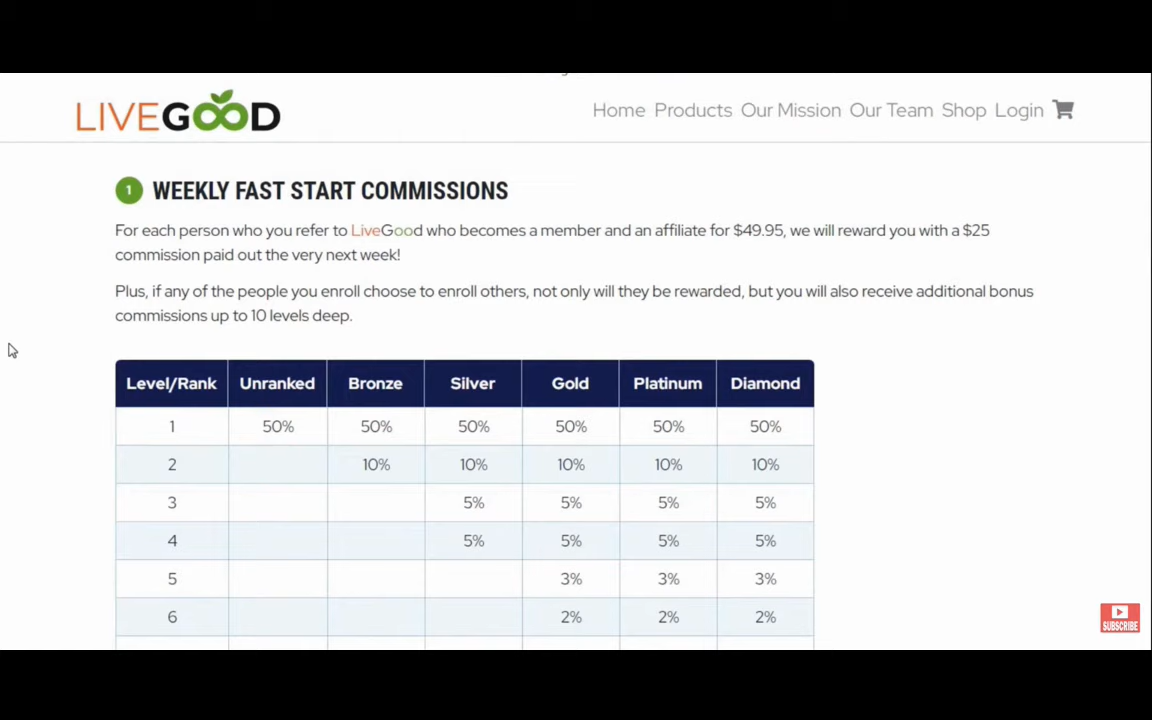 LIVEGOOD
Home Products Our Mission Our Team Shop Login
1 WEEKLY FAST START COMMISSIONS
For each person who you refer to LiveGood who becomes a member and an affiliate for $49.95, we will reward you with a $25
commission paid out the very next week!
Plus, if any of the people you enroll choose to enroll others, not only will they be rewarded, but you will also receive additional bonus
commissions up to 10 levels deep.
Level/Rank Unranked Bronze Silver Gold Platinum Diamond
1 50% 50% 50% 50% 50% 50%
2 10% 10% 10% 10% 10%
3 5% 5% 5% 5%
4 5% 5% 5% 5%
5 3% 3% 3%
6 2% 2% 2%
SUBSCRIBE